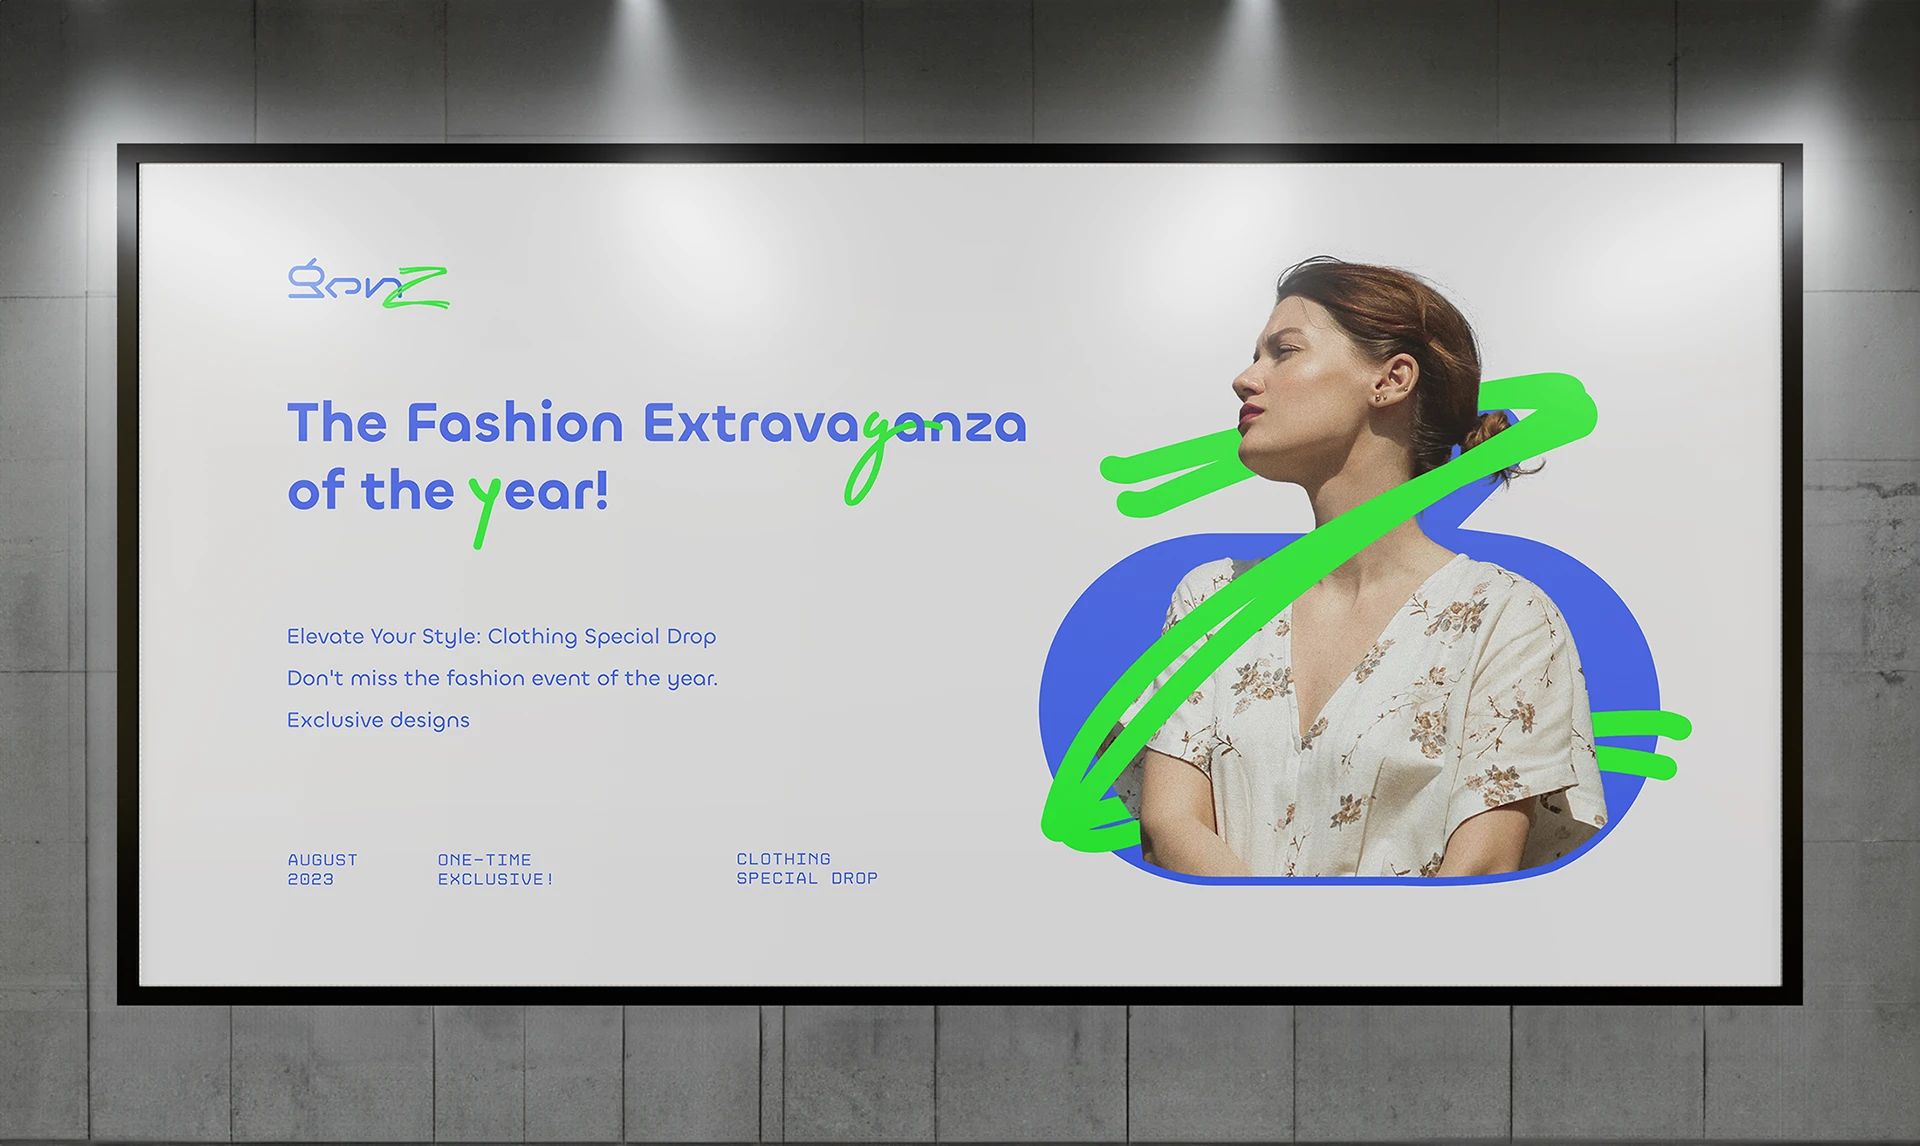 genZ
The Fashion Extravaganza
of the year!
Elevate Your Style: Clothing Special Drop
Don't miss the fashion event of the year.
Exclusive designs
AUGUST
2023
ONE-TIME
EXCLUSIVE!
CLOTHING
SPECIAL DROP